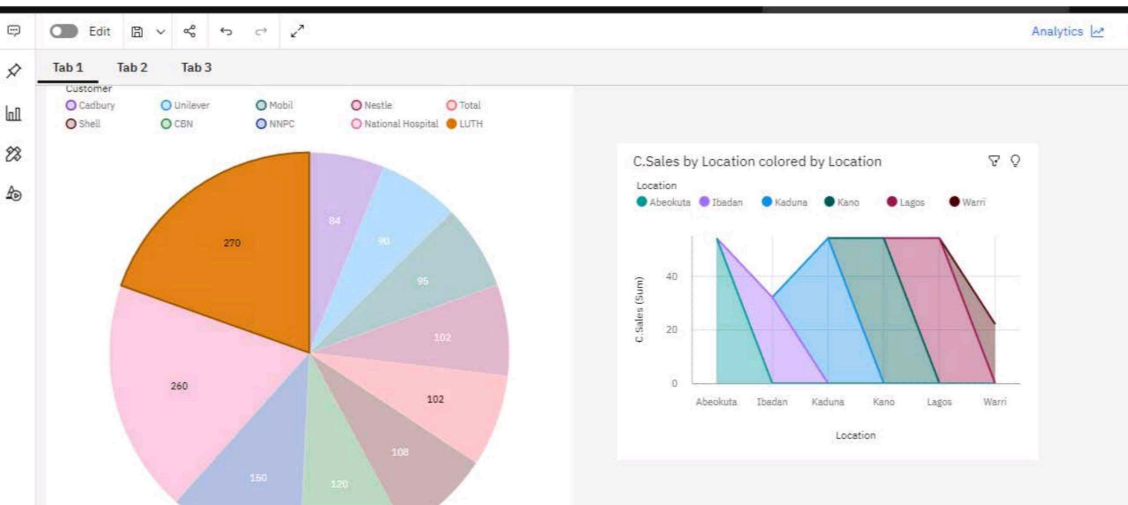 Edit
Analytics
Tab 1 Tab 2 Tab 3
Customer
Cadbury Unilever Mobil Nestle Total
Shell CBN NNPC National Hospital LUTH
84
90
95
102
102
108
120
160
260
270
C.Sales by Location colored by Location
Location
Abeokuta Ibadan Kaduna Kano Lagos Warri
C.Sales (Sum)
40
20
0
Abeokuta Ibadan Kaduna Kano Lagos Warri
Location